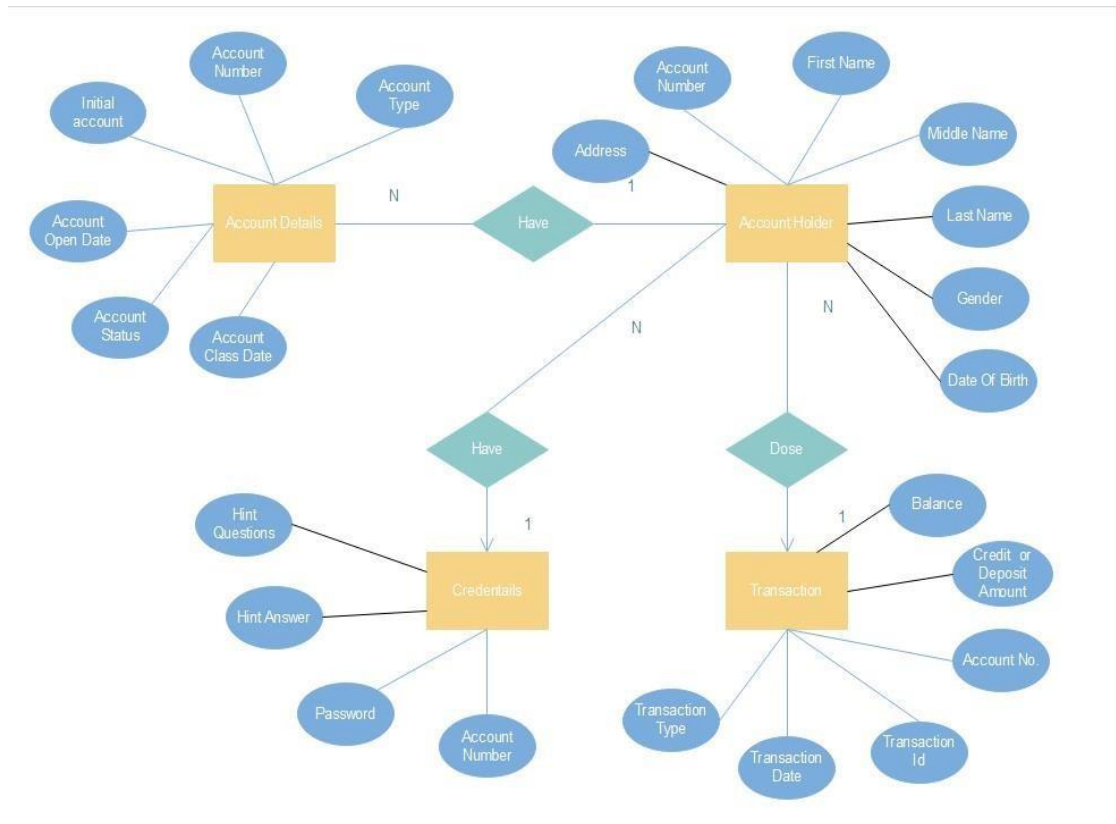 Account
Number
Account
Type
Initial
account
Account Details
Account
Open Date
Account
Status
Account
Class Date
N
Have
1
Address
Account
Number
First Name
Middle Name
Account Holder
Last Name
Gender
Date Of Birth
N
N
Have
Dose
1
1
Hint
Questions
Hint Answer
Credentails
Password
Account
Number
Balance
Credit or
Deposit
Amount
Transaction
Account No.
Transaction
Type
Transaction
Date
Transaction
Id